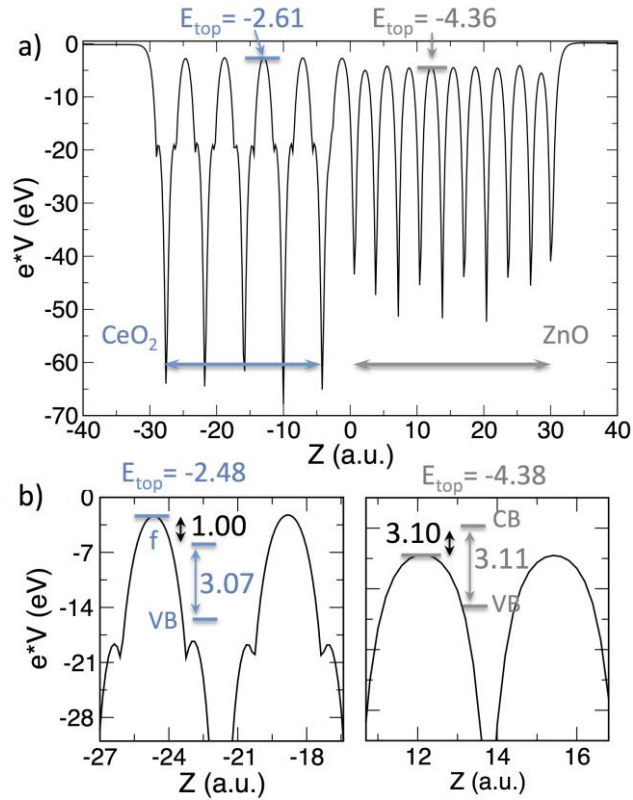 a)
E_top = -2.61
E_top = -4.36
0
-10
-20
-30
-40
-50
-60
-70
e*V (eV)
CeO₂
ZnO
-40 -30 -20 -10 0 10 20 30 40
Z (a.u.)
b)
E_top = -2.48
E_top = -4.38
0
-7
-14
-21
-28
e*V (eV)
f
1.00
3.07
VB
CB
3.10
3.11
VB
-27 -24 -21 -18
Z (a.u.)
12 14 16
Z (a.u.)